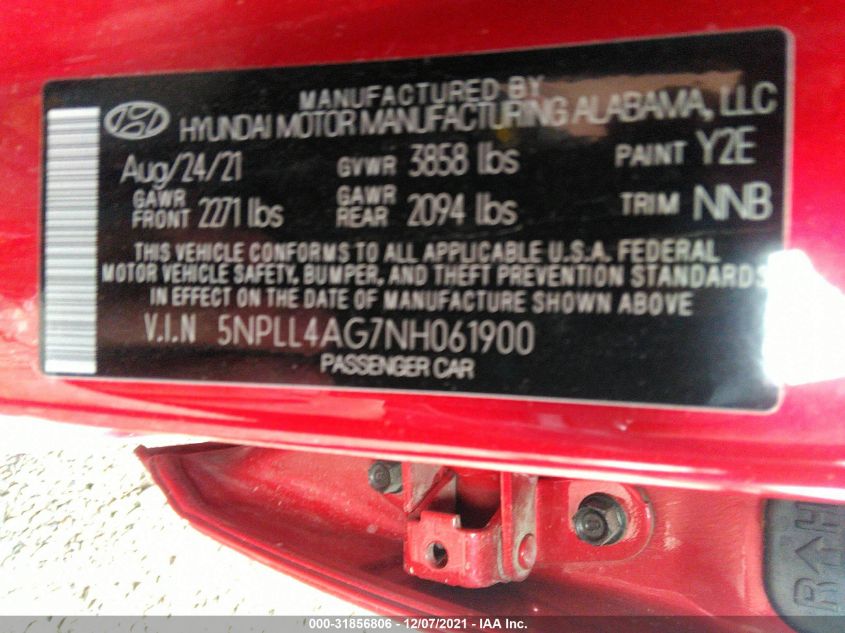 MANUFACTURED BY
HYUNDAI MOTOR MANUFACTURING ALABAMA, LLC
Aug/24/21 GVWR 3858 lbs PAINT Y2E
GAWR FRONT 2271 lbs GAWR REAR 2094 lbs TRIM NNB
THIS VEHICLE CONFORMS TO ALL APPLICABLE U.S.A. FEDERAL
MOTOR VEHICLE SAFETY, BUMPER, AND THEFT PREVENTION STANDARDS
IN EFFECT ON THE DATE OF MANUFACTURE SHOWN ABOVE
V.I.N 5NPLL4AG7NH061900
PASSENGER CAR
R H
000-31856806 - 12/07/2021 - IAA Inc.